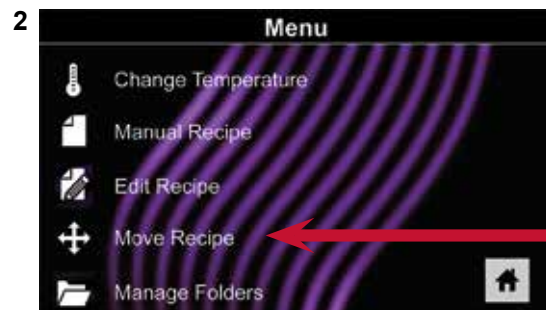 2
Menu
Change Temperature
Manual Recipe
Edit Recipe
Move Recipe
Manage Folders